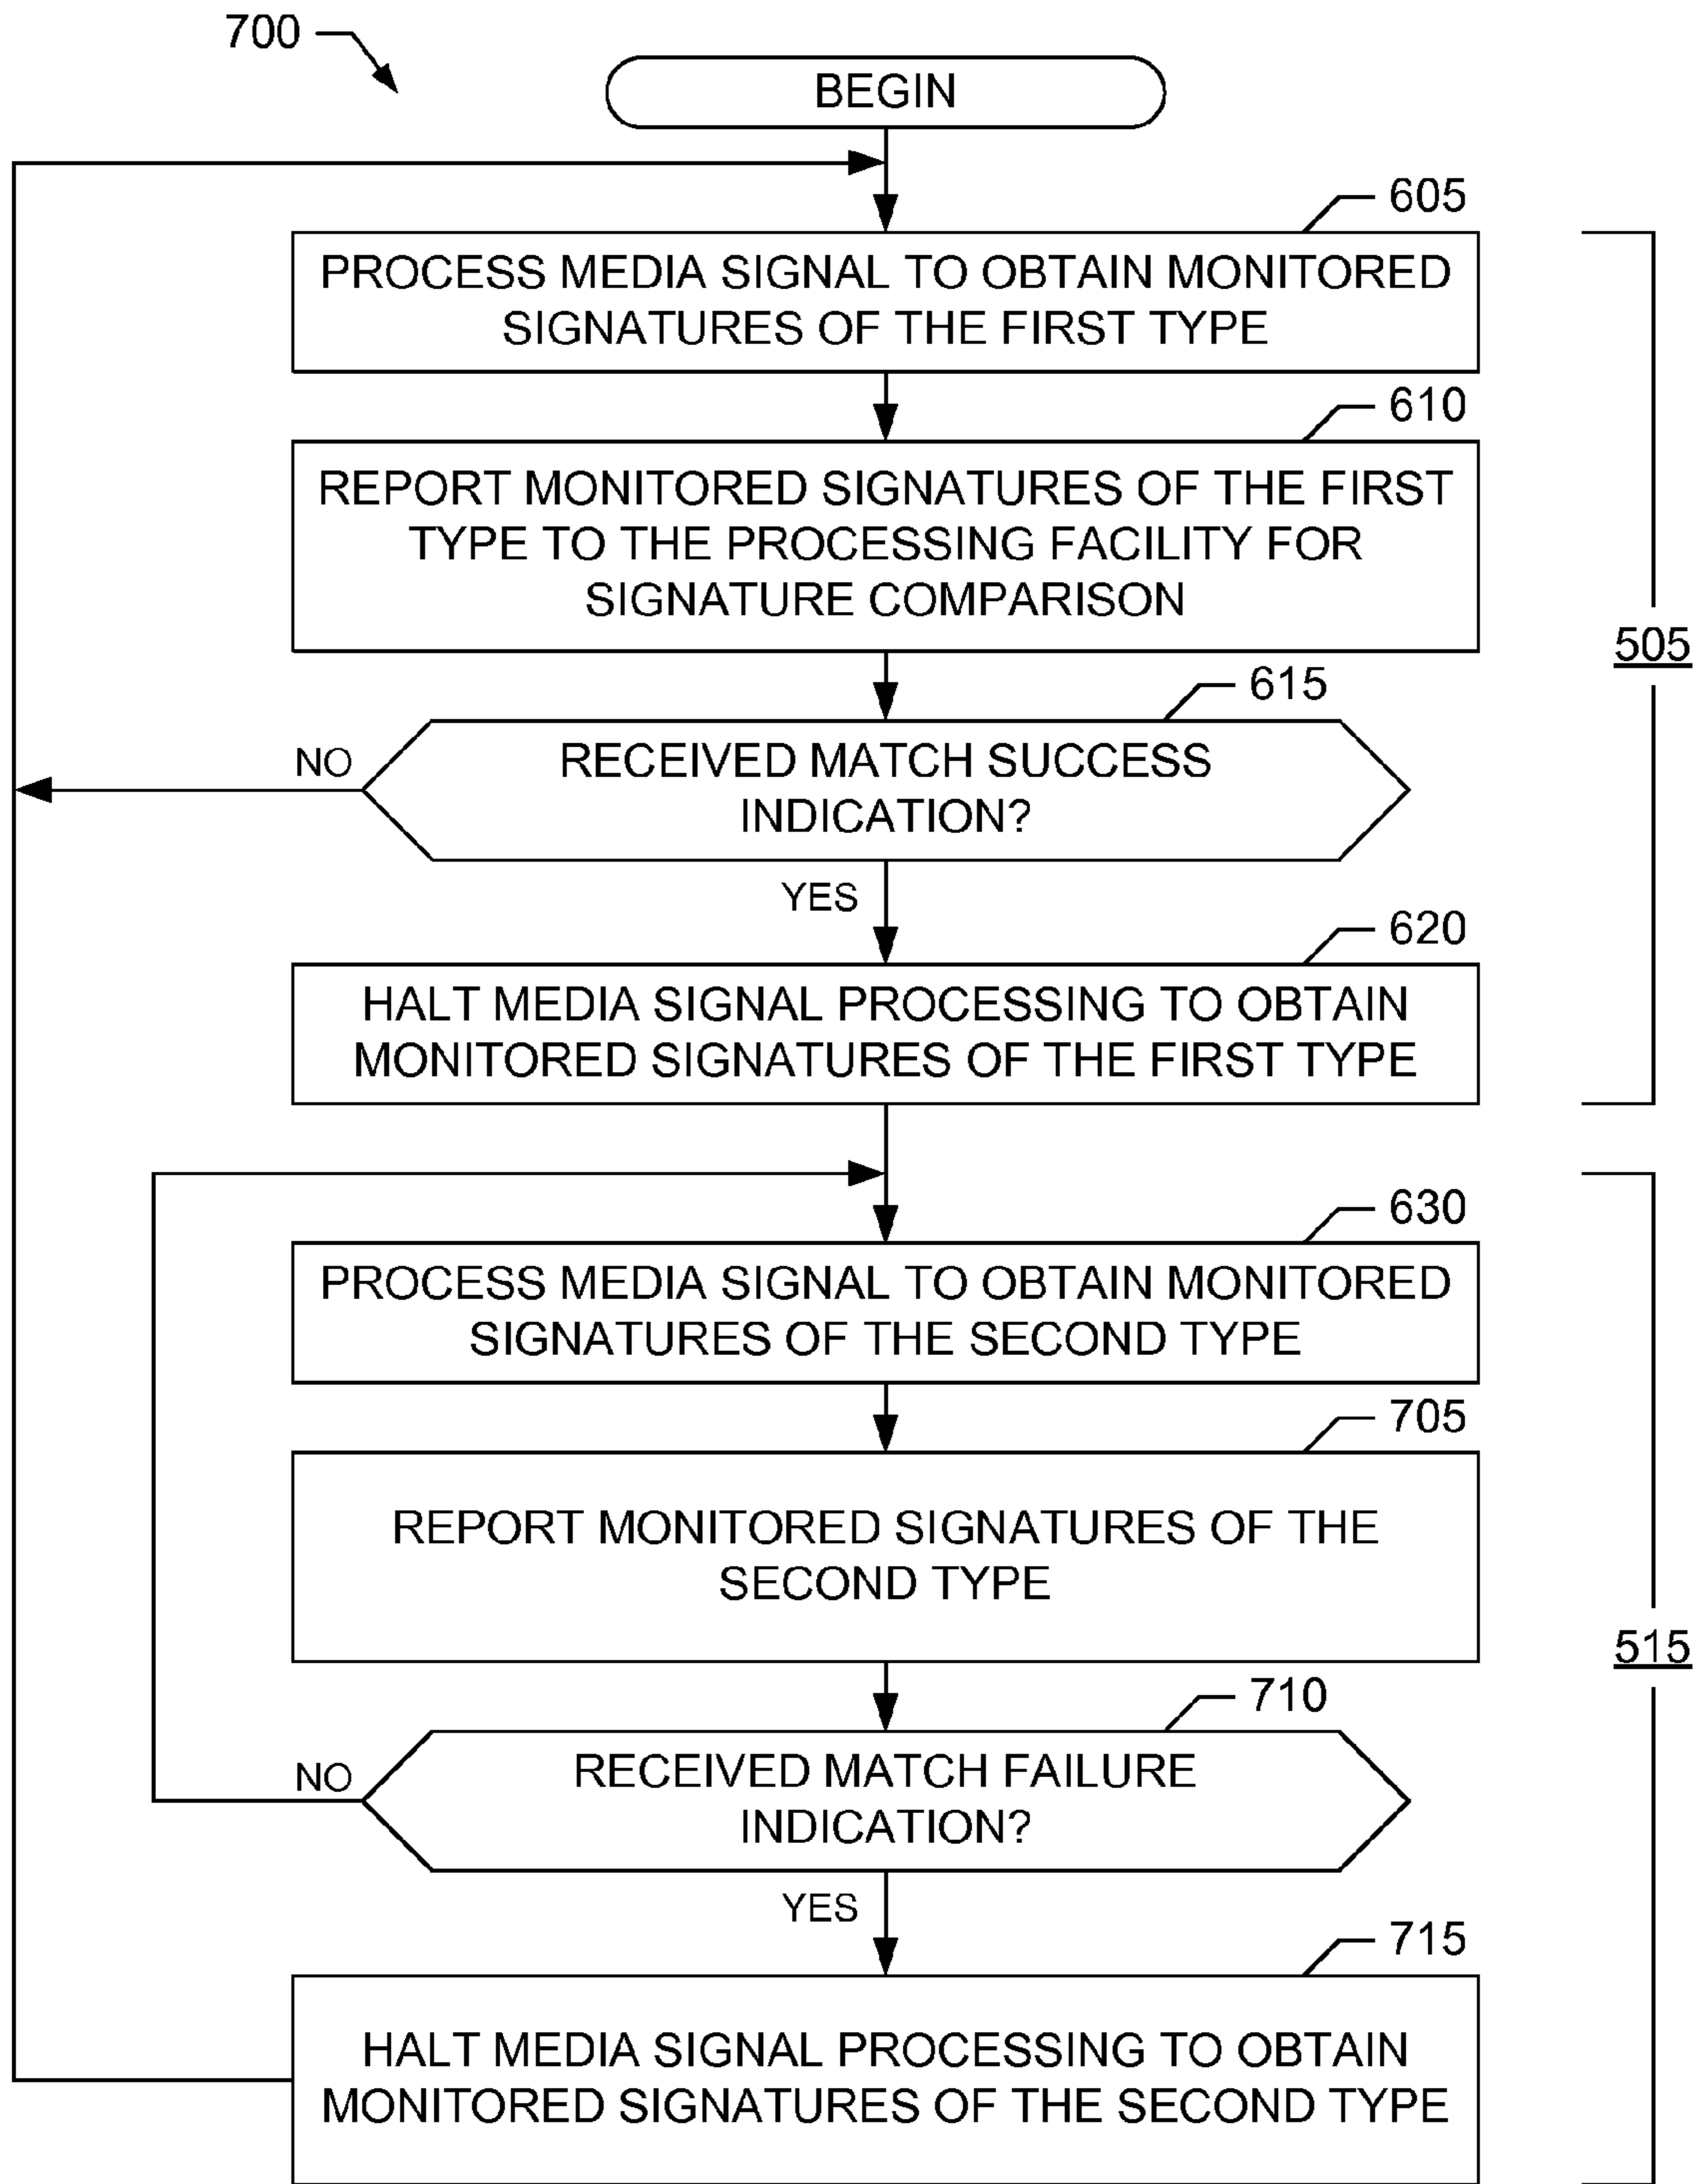 700
BEGIN
605
PROCESS MEDIA SIGNAL TO OBTAIN MONITORED
SIGNATURES OF THE FIRST TYPE
610
REPORT MONITORED SIGNATURES OF THE FIRST
TYPE TO THE PROCESSING FACILITY FOR
SIGNATURE COMPARISON
505
615
NO
RECEIVED MATCH SUCCESS
INDICATION?
YES
620
HALT MEDIA SIGNAL PROCESSING TO OBTAIN
MONITORED SIGNATURES OF THE FIRST TYPE
630
PROCESS MEDIA SIGNAL TO OBTAIN MONITORED
SIGNATURES OF THE SECOND TYPE
705
REPORT MONITORED SIGNATURES OF THE
SECOND TYPE
515
710
NO
RECEIVED MATCH FAILURE
INDICATION?
YES
715
HALT MEDIA SIGNAL PROCESSING TO OBTAIN
MONITORED SIGNATURES OF THE SECOND TYPE